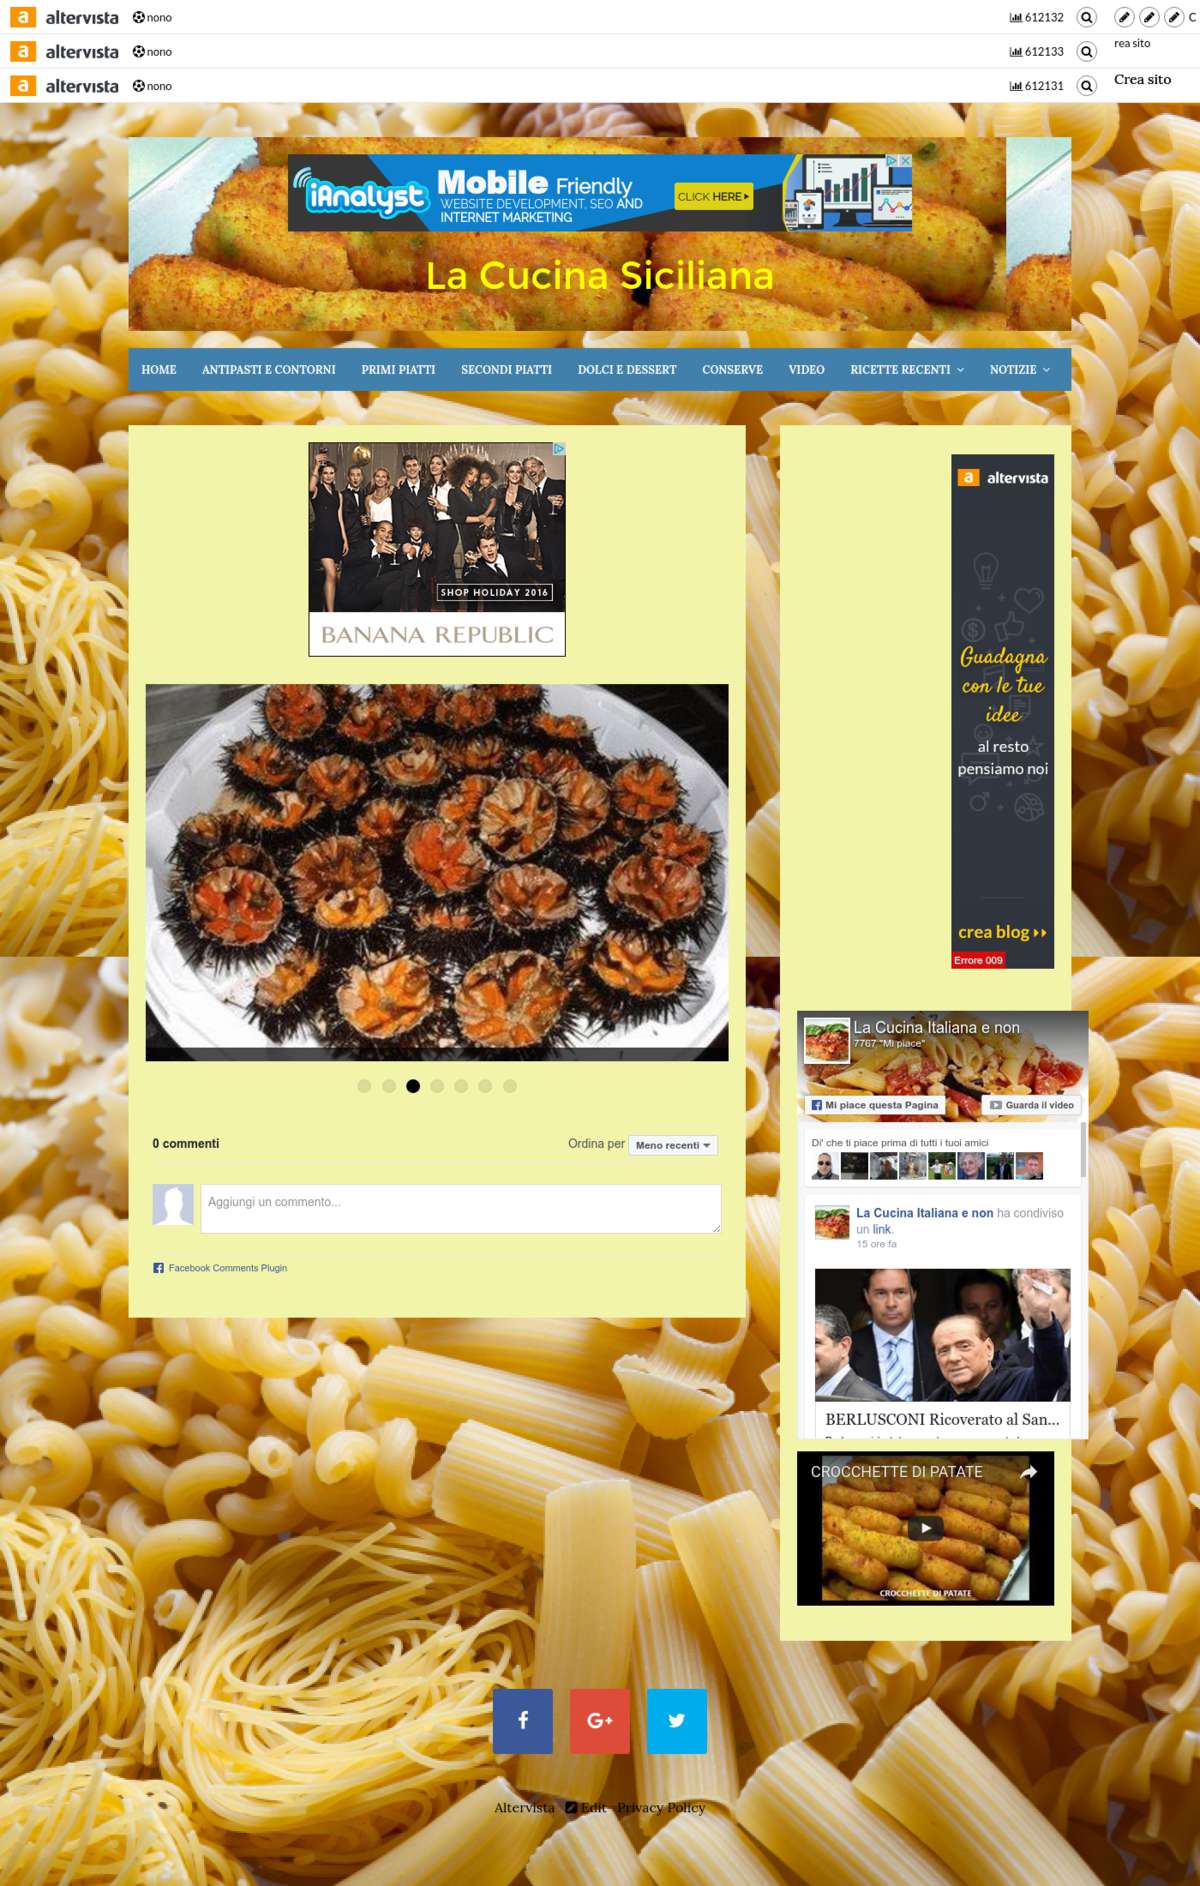 a altervista nono 612132 C
a altervista nono 612133 rea sito
a altervista nono 612131 Crea sito
iAnalyst
Mobile Friendly
WEBSITE DEVELOPMENT, SEO AND
INTERNET MARKETING
CLICK HERE
La Cucina Siciliana
HOME ANTIPASTI E CONTORNI PRIMI PIATTI SECONDI PIATTI DOLCI E DESSERT CONSERVE VIDEO RICETTE RECENTI NOTIZIE
SHOP HOLIDAY 2016
BANANA REPUBLIC
a altervista
Guadagna
con le tue
idee
al resto
pensiamo noi
crea blog
Errore 009
0 commenti
Ordina per Meno recenti
Aggiungi un commento...
Facebook Comments Plugin
La Cucina Italiana e non
7767 "Mi piace"
Mi piace questa Pagina
Guarda il video
Di' che ti piace prima di tutti i tuoi amici
La Cucina Italiana e non ha condiviso
un link.
15 ore fa
BERLUSCONI Ricoverato al San...
CROCCHETTE DI PATATE
CROCCHETTE DI PATATE
f G+
Altervista Edit Privacy Policy